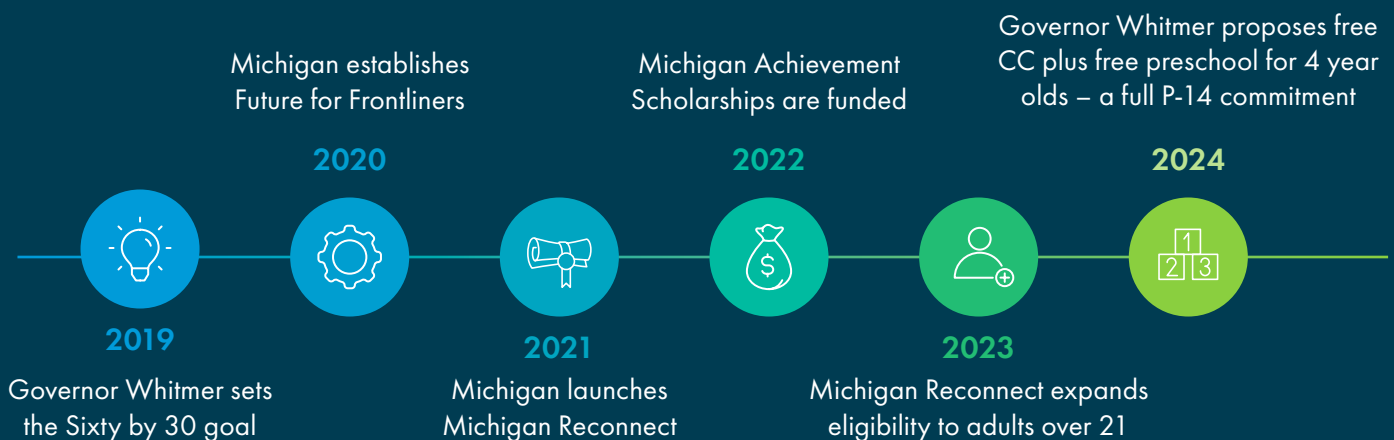 2019
Governor Whitmer sets
the Sixty by 30 goal
Michigan establishes
Future for Frontliners
2020
2021
Michigan launches
Michigan Reconnect
Michigan Achievement
Scholarships are funded
2022
$
2023
Michigan Reconnect expands
eligibility to adults over 21
Governor Whitmer proposes free
CC plus free preschool for 4 year
olds – a full P-14 commitment
2024
1
2 3